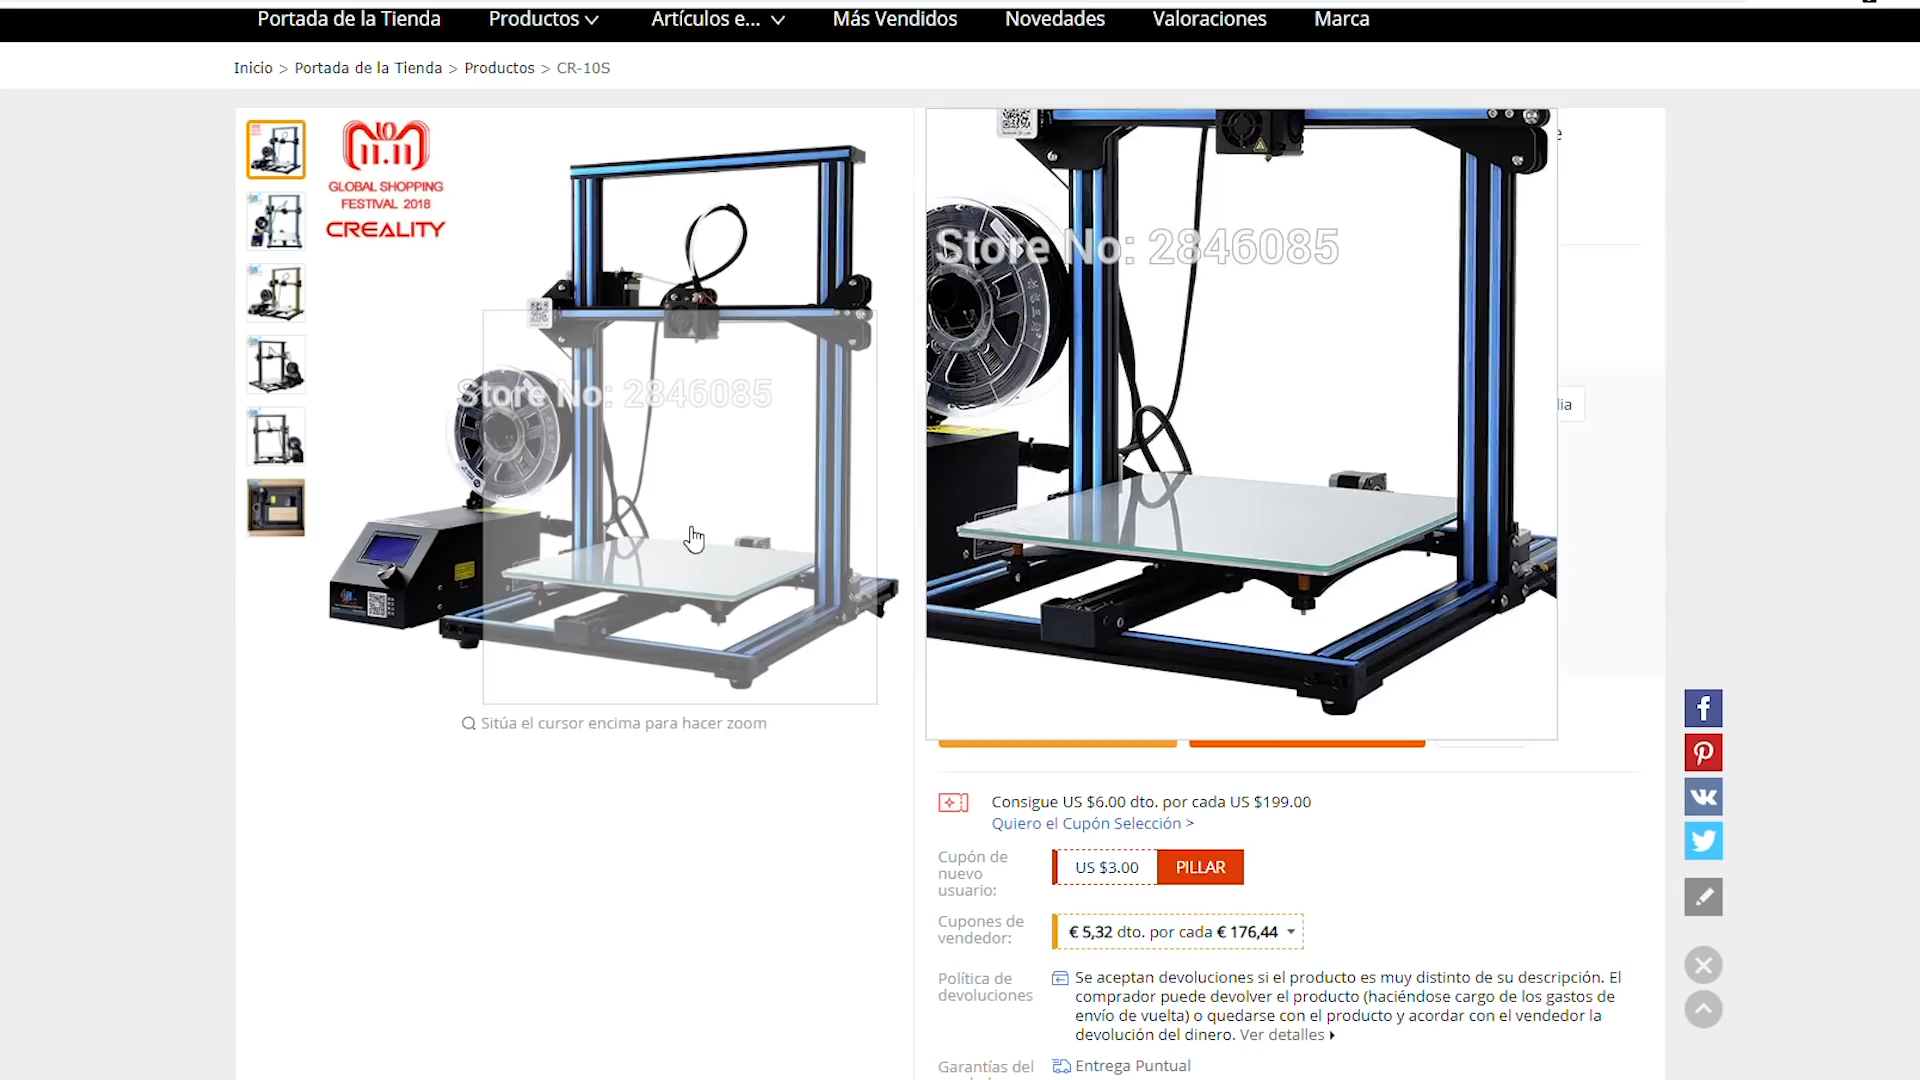 Portada de la Tienda
Productos
Artículos e...
Más Vendidos
Novedades
Valoraciones
Marca
Inicio > Portada de la Tienda > Productos > CR-10S
11.11
GLOBAL SHOPPING
FESTIVAL 2018
CREALITY
Store No: 2846085
Store No: 2846085
Sitúa el cursor encima para hacer zoom
Consigue US $6.00 dto. por cada US $199.00
Quiero el Cupón Selección >
Cupón de
nuevo
usuario:
US $3.00
PILLAR
Cupones de
vendedor:
€ 5,32 dto. por cada € 176,44
Política de
devoluciones
Se aceptan devoluciones si el producto es muy distinto de su descripción. El
comprador puede devolver el producto (haciéndose cargo de los gastos de
envío de vuelta) o quedarse con el producto y acordar con el vendedor la
devolución del dinero. Ver detalles
Garantías del
Entrega Puntual